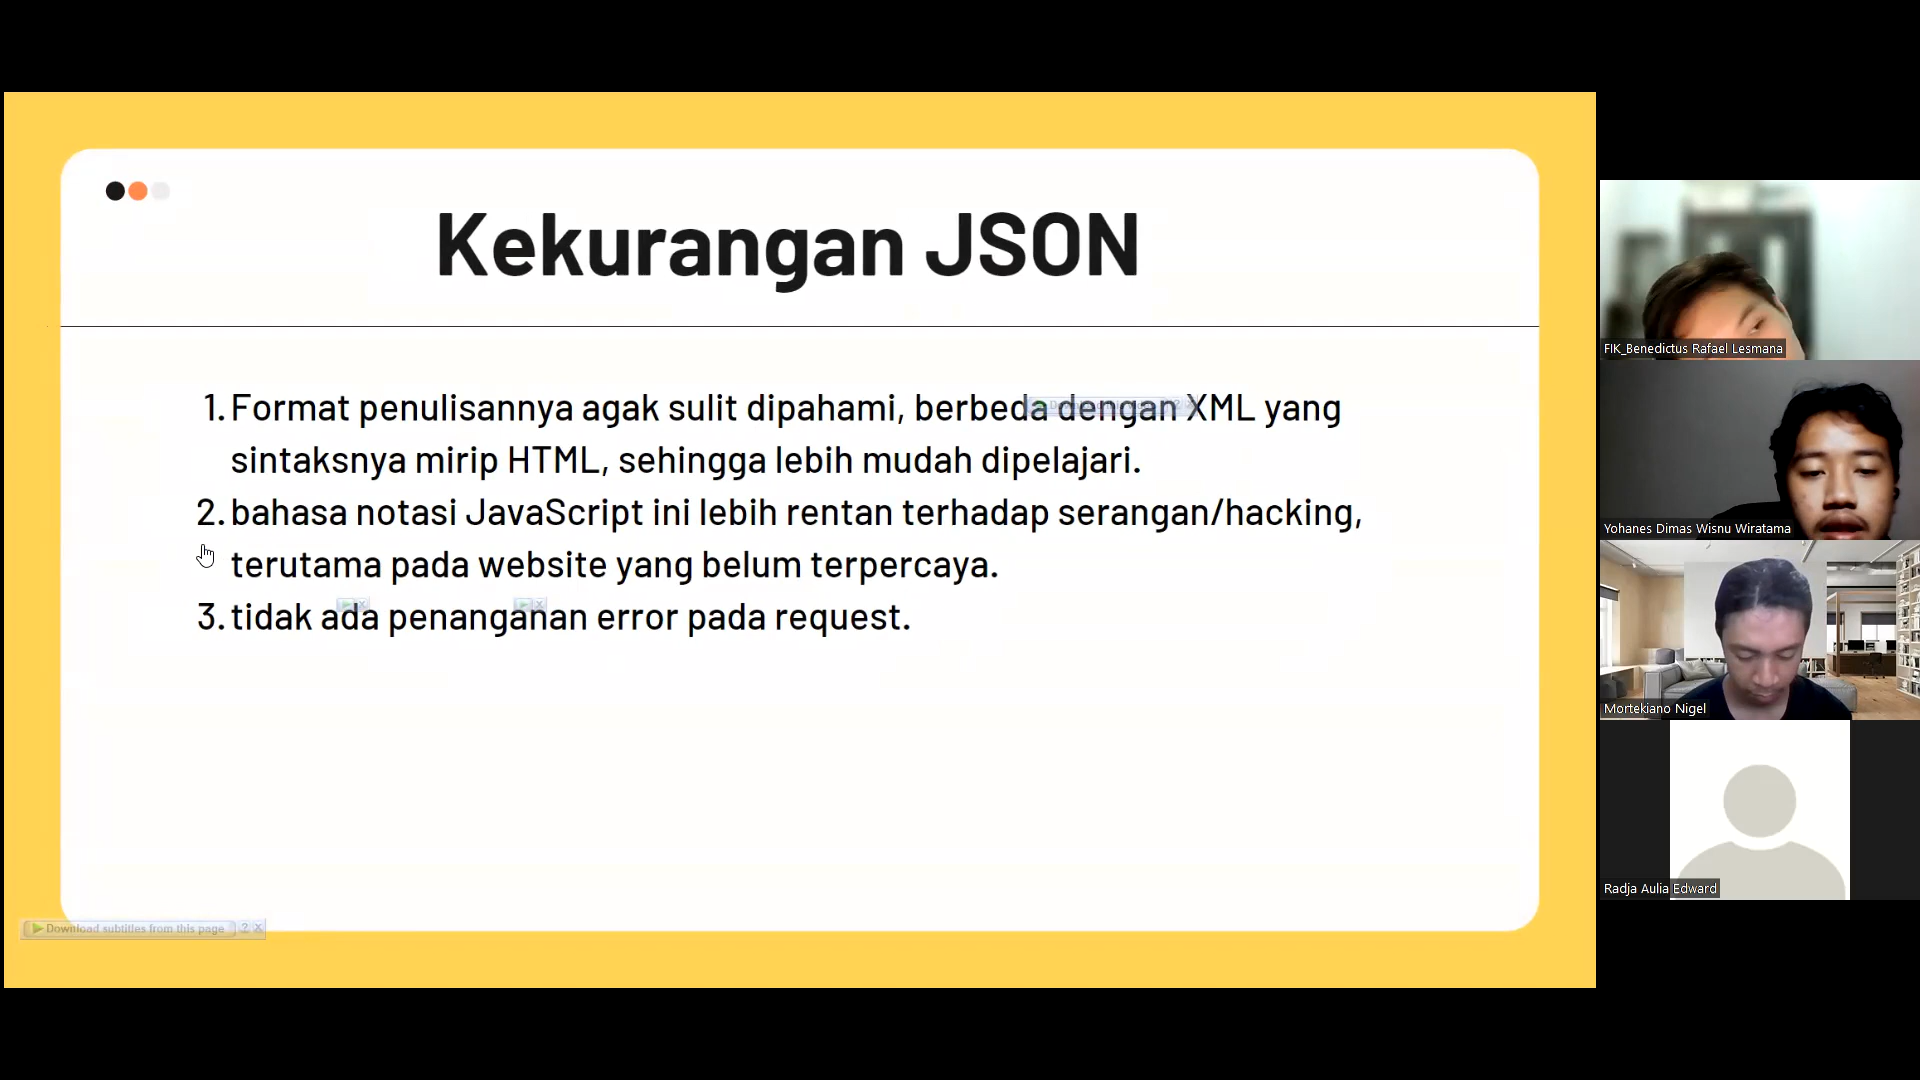 Kekurangan JSON
1. Format penulisannya agak sulit dipahami, berbeda dengan XML yang
sintaksnya mirip HTML, sehingga lebih mudah dipelajari.
2. bahasa notasi JavaScript ini lebih rentan terhadap serangan/hacking,
terutama pada website yang belum terpercaya.
3. tidak ada penanganan error pada request.
Download subtitles from this page
FIK_Benedictus Rafael Lesmana
Yohanes Dimas Wisnu Wiratama
Mortekiano Nigel
Radja Aulia Edward